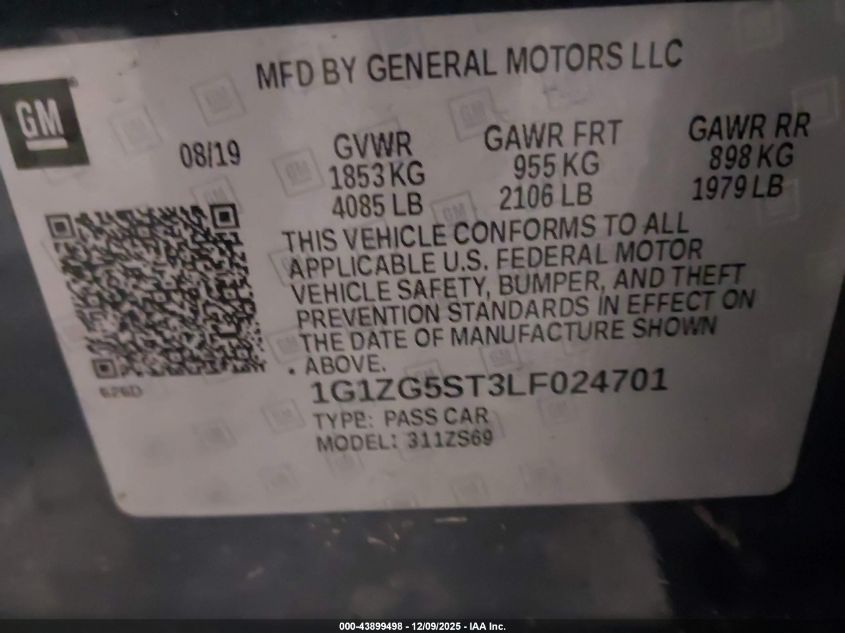 MFD BY GENERAL MOTORS LLC
GM
08/19
GVWR
1853 KG
4085 LB
GAWR FRT
955 KG
2106 LB
GAWR RR
898 KG
1979 LB
THIS VEHICLE CONFORMS TO ALL
APPLICABLE U.S. FEDERAL MOTOR
VEHICLE SAFETY, BUMPER, AND THEFT
PREVENTION STANDARDS IN EFFECT ON
THE DATE OF MANUFACTURE SHOWN
ABOVE.
1G1ZG5ST3LF024701
TYPE: PASS CAR
MODEL: 311ZS69
000-43899498 - 12/09/2025 - IAA Inc.